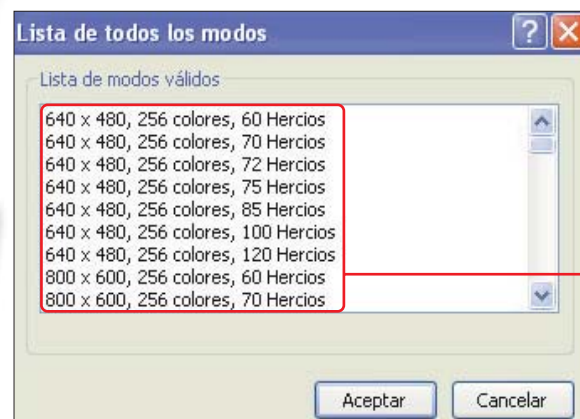 Lista de todos los modos
Lista de modos válidos
640 x 480, 256 colores, 60 Hercios
640 x 480, 256 colores, 70 Hercios
640 x 480, 256 colores, 72 Hercios
640 x 480, 256 colores, 75 Hercios
640 x 480, 256 colores, 85 Hercios
640 x 480, 256 colores, 100 Hercios
640 x 480, 256 colores, 120 Hercios
800 x 600, 256 colores, 60 Hercios
800 x 600, 256 colores, 70 Hercios
Aceptar Cancelar